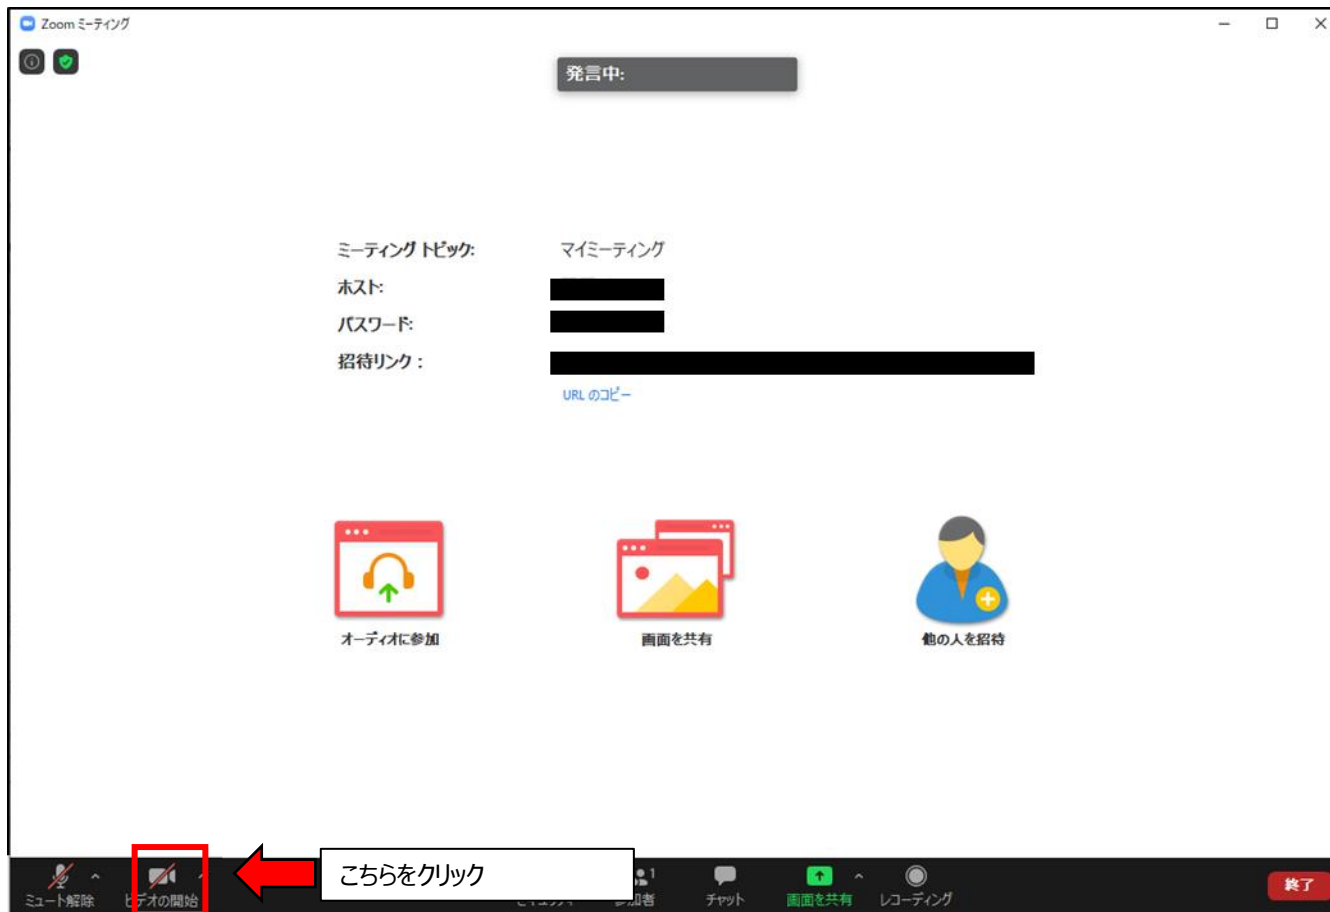 Zoom ミーティング
発言中:
ミーティング トピック: マイミーティング
ホスト:
パスワード:
招待リンク:
URL のコピー
オーディオに参加
画面を共有
他の人を招待
こちらをクリック
1
ミュート解除
ビデオの開始
チャット
画面を共有
レコーディング
終了